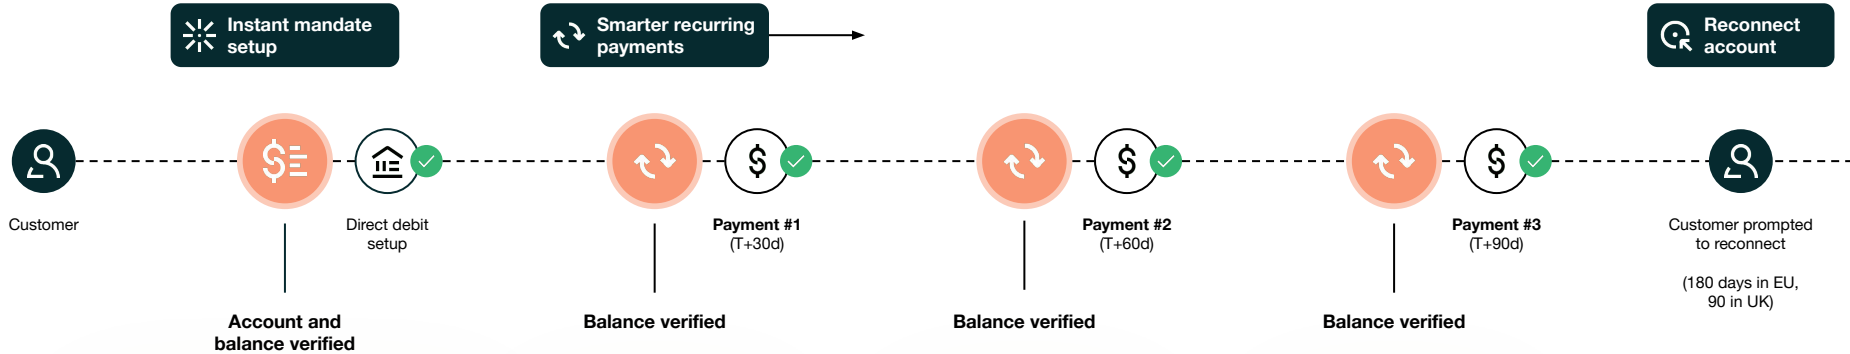 Instant mandate
setup
Smarter recurring
payments
Reconnect
account
Customer
Direct debit
setup
Payment #1
(T+30d)
Payment #2
(T+60d)
Payment #3
(T+90d)
Customer prompted
to reconnect
(180 days in EU,
90 in UK)
Account and
balance verified
Balance verified
Balance verified
Balance verified